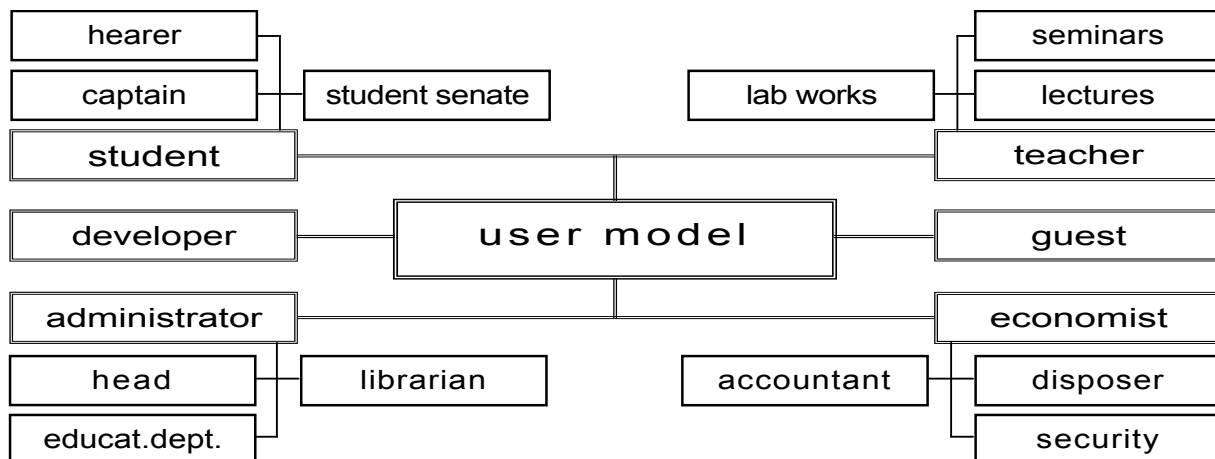 hearer
seminars
captain
student senate
lab works
lectures
student
teacher
developer
user model
guest
administrator
economist
head
librarian
accountant
disposer
educat.dept.
security